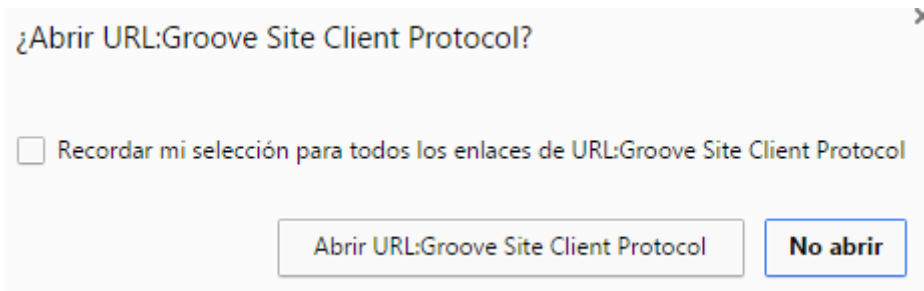 ¿Abrir URL:Groove Site Client Protocol?
Recordar mi selección para todos los enlaces de URL:Groove Site Client Protocol
Abrir URL:Groove Site Client Protocol
No abrir